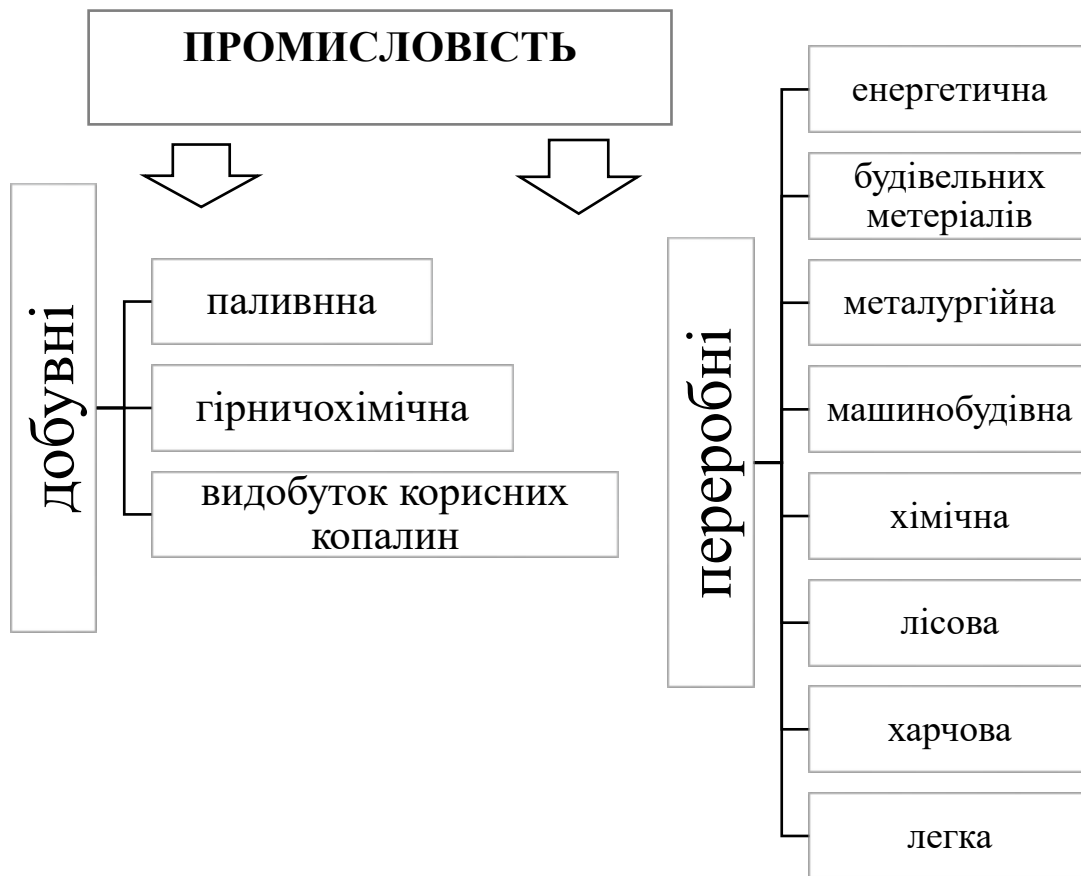 ПРОМИСЛОВІСТЬ
добувні
паливнна
гірничохімічна
видобуток корисних
копалин
переробні
енергетична
будівельних
метеріалів
металургійна
машинобудівна
хімічна
лісова
харчова
легка